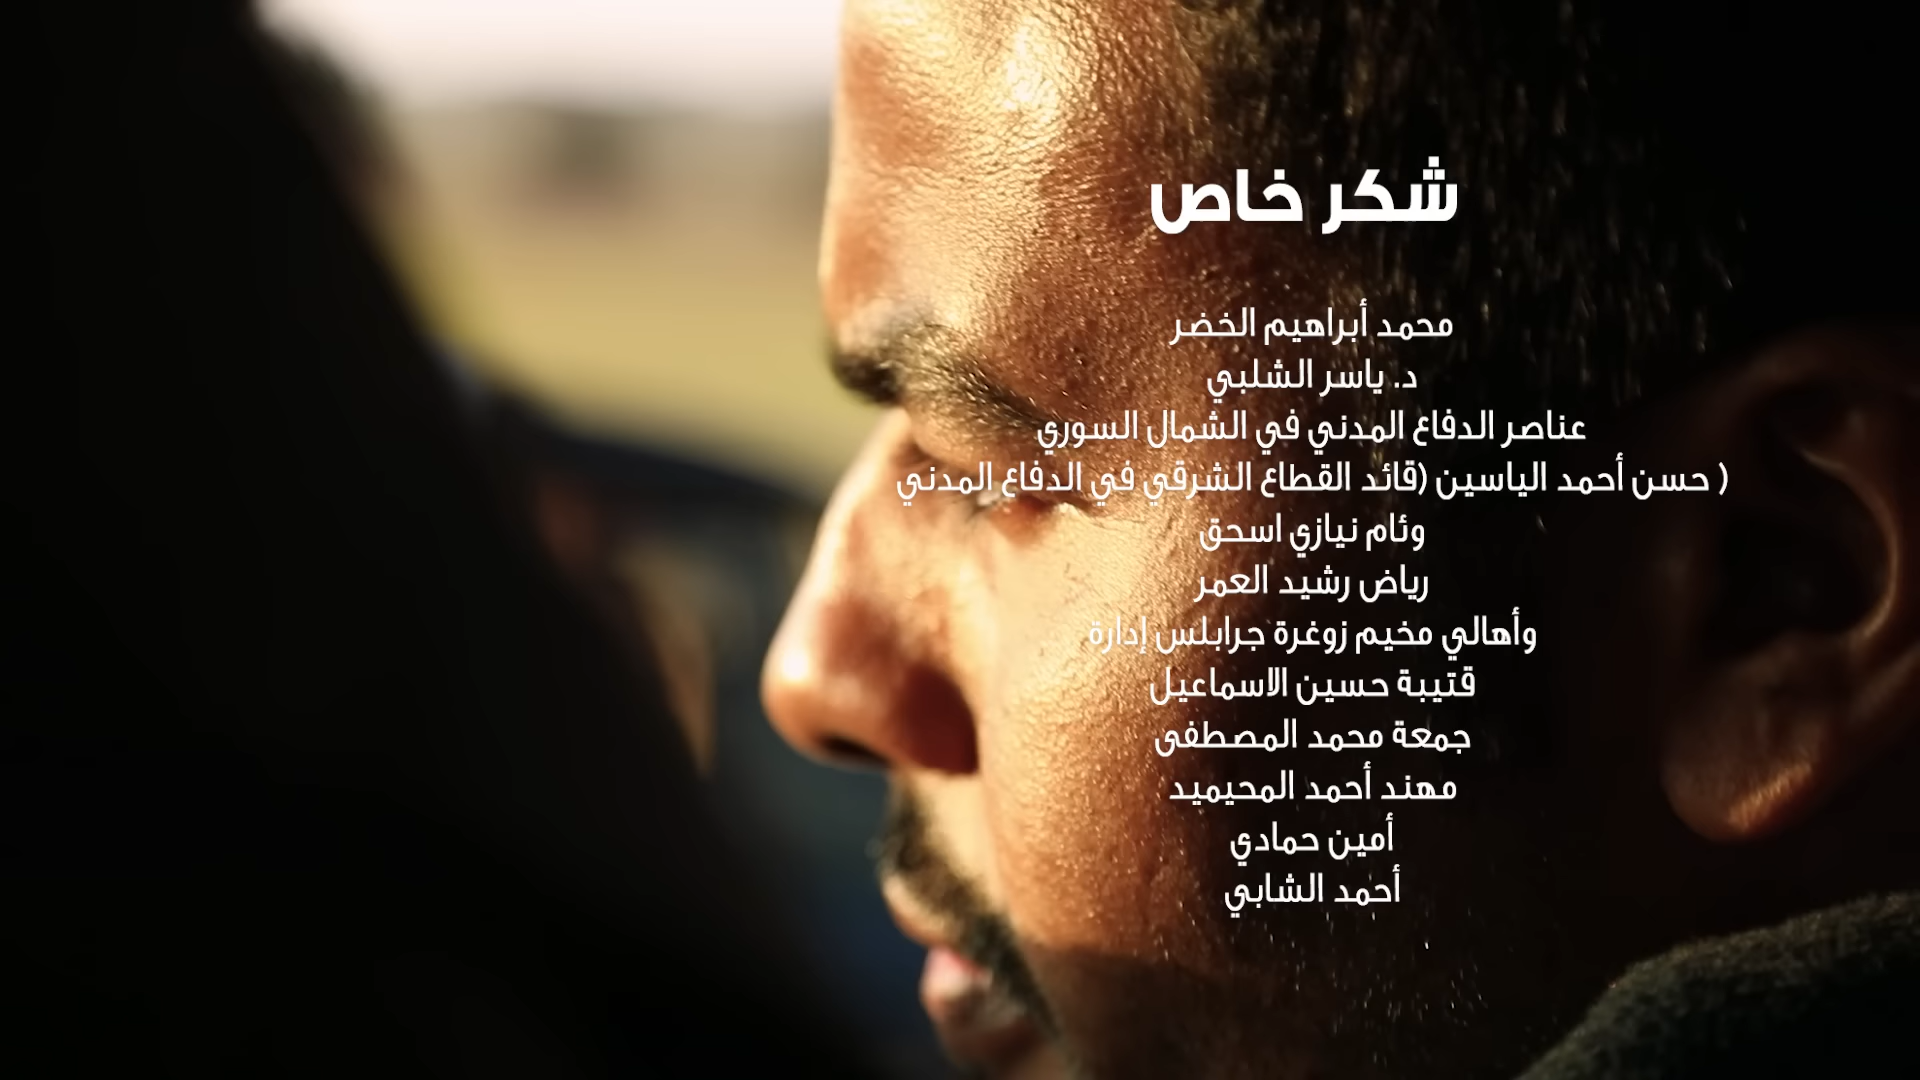 شكر خاص
محمد أبراهيم الخضر
د. ياسر الشلبي
عناصر الدفاع المدني في الشمال السوري
( حسن أحمد الياسين (قائد القطاع الشرقي في الدفاع المدني
وئام نيازي اسحق
رياض رشيد العمر
وأهالي مخيم زوغرة جرابلس إدارة
قتيبة حسين الاسماعيل
جمعة محمد المصطفى
مهند أحمد المحيميد
أمين حمادي
أحمد الشابي